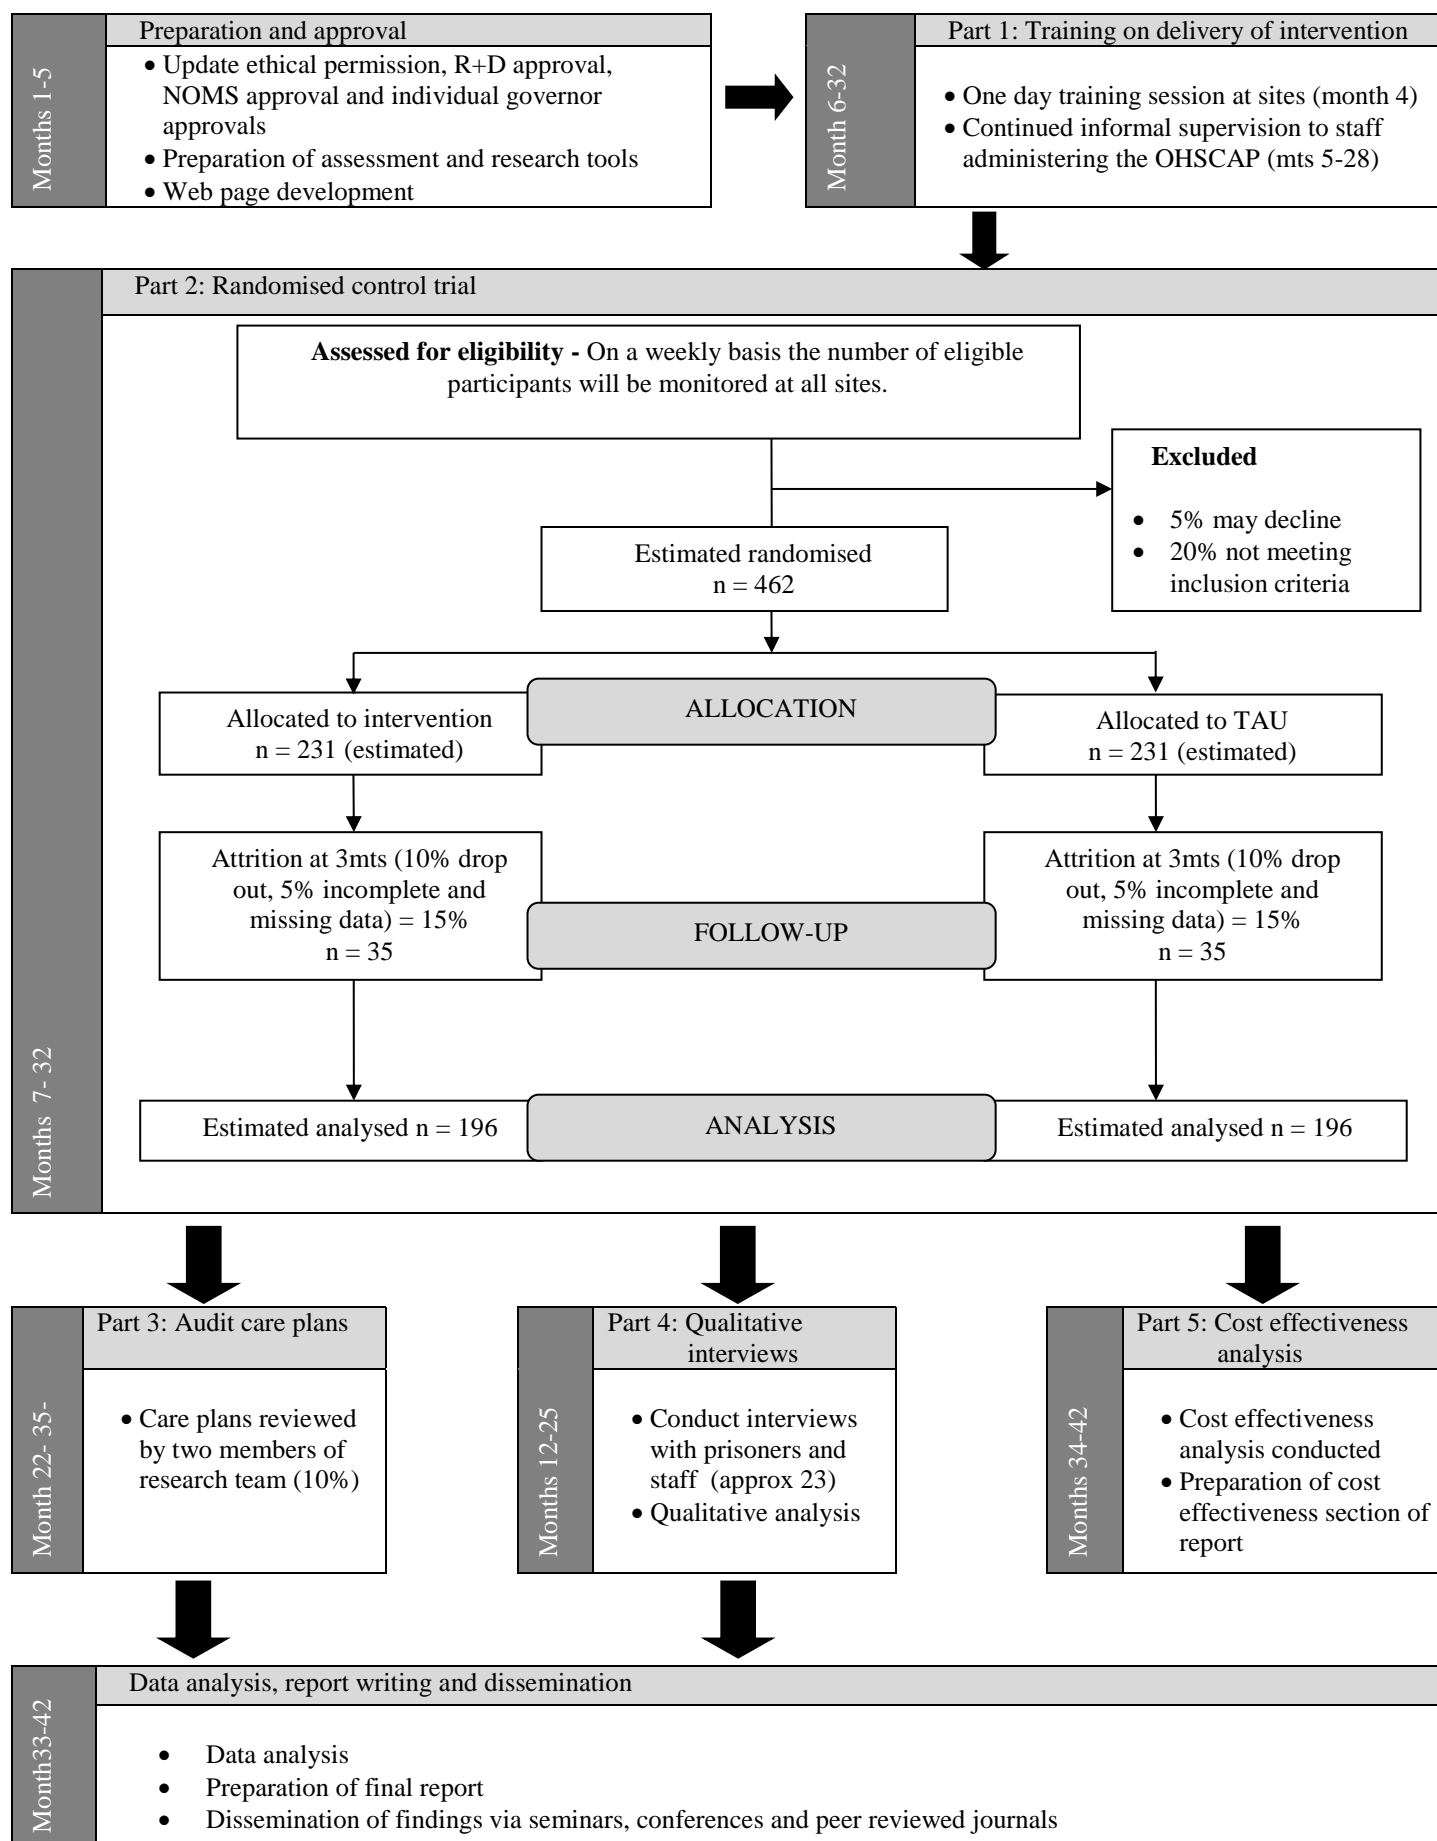 Preparation and approval
Months 1-5
• Update ethical permission, R+D approval,
NOMS approval and individual governor
approvals
• Preparation of assessment and research tools
• Web page development
Part 1: Training on delivery of intervention
Month 6-32
• One day training session at sites (month 4)
• Continued informal supervision to staff
administering the OHSCAP (mts 5-28)
Part 2: Randomised control trial
Months 7- 32
Assessed for eligibility - On a weekly basis the number of eligible
participants will be monitored at all sites.
Excluded
• 5% may decline
• 20% not meeting
inclusion criteria
Estimated randomised
n = 462
ALLOCATION
Allocated to intervention
n = 231 (estimated)
Allocated to TAU
n = 231 (estimated)
Attrition at 3mts (10% drop
out, 5% incomplete and
missing data) = 15%
n = 35
FOLLOW-UP
Attrition at 3mts (10% drop
out, 5% incomplete and
missing data) = 15%
n = 35
Estimated analysed n = 196
ANALYSIS
Estimated analysed n = 196
Part 3: Audit care plans
Month 22- 35-
• Care plans reviewed
by two members of
research team (10%)
Part 4: Qualitative
interviews
Months 12-25
• Conduct interviews
with prisoners and
staff (approx 23)
• Qualitative analysis
Part 5: Cost effectiveness
analysis
Months 34-42
• Cost effectiveness
analysis conducted
• Preparation of cost
effectiveness section of
report
Data analysis, report writing and dissemination
Month33-42
• Data analysis
• Preparation of final report
• Dissemination of findings via seminars, conferences and peer reviewed journals